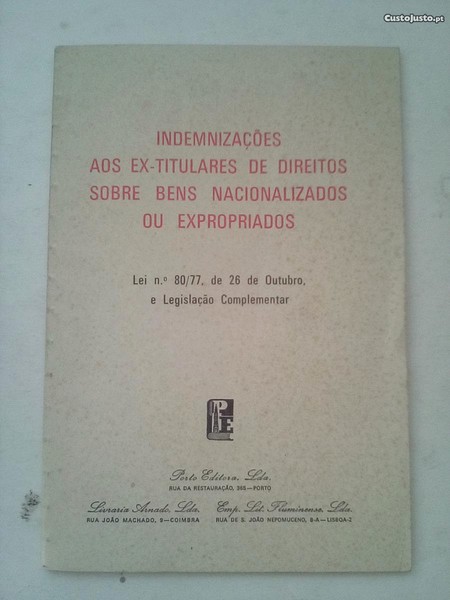 CustoJusto.pt
INDEMNIZAÇÕES
AOS EX-TITULARES DE DIREITOS
SOBRE BENS NACIONALIZADOS
OU EXPROPRIADOS
Lei n.º 80/77, de 26 de Outubro,
e Legislação Complementar
PE
Porto Editora, Lda.
RUA DA RESTAURAÇÃO, 365—PORTO
Livraria Arnado, Lda.
RUA JOÃO MACHADO, 9—COIMBRA
Emp. Lit. Fluminense, Lda.
RUA DE S. JOÃO NEPOMUCENO, 8-A—LISBOA-2